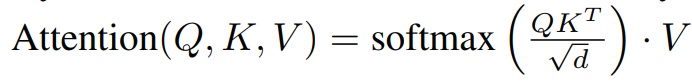 Attention(Q, K, V) = softmax (QK^T / √d) · V